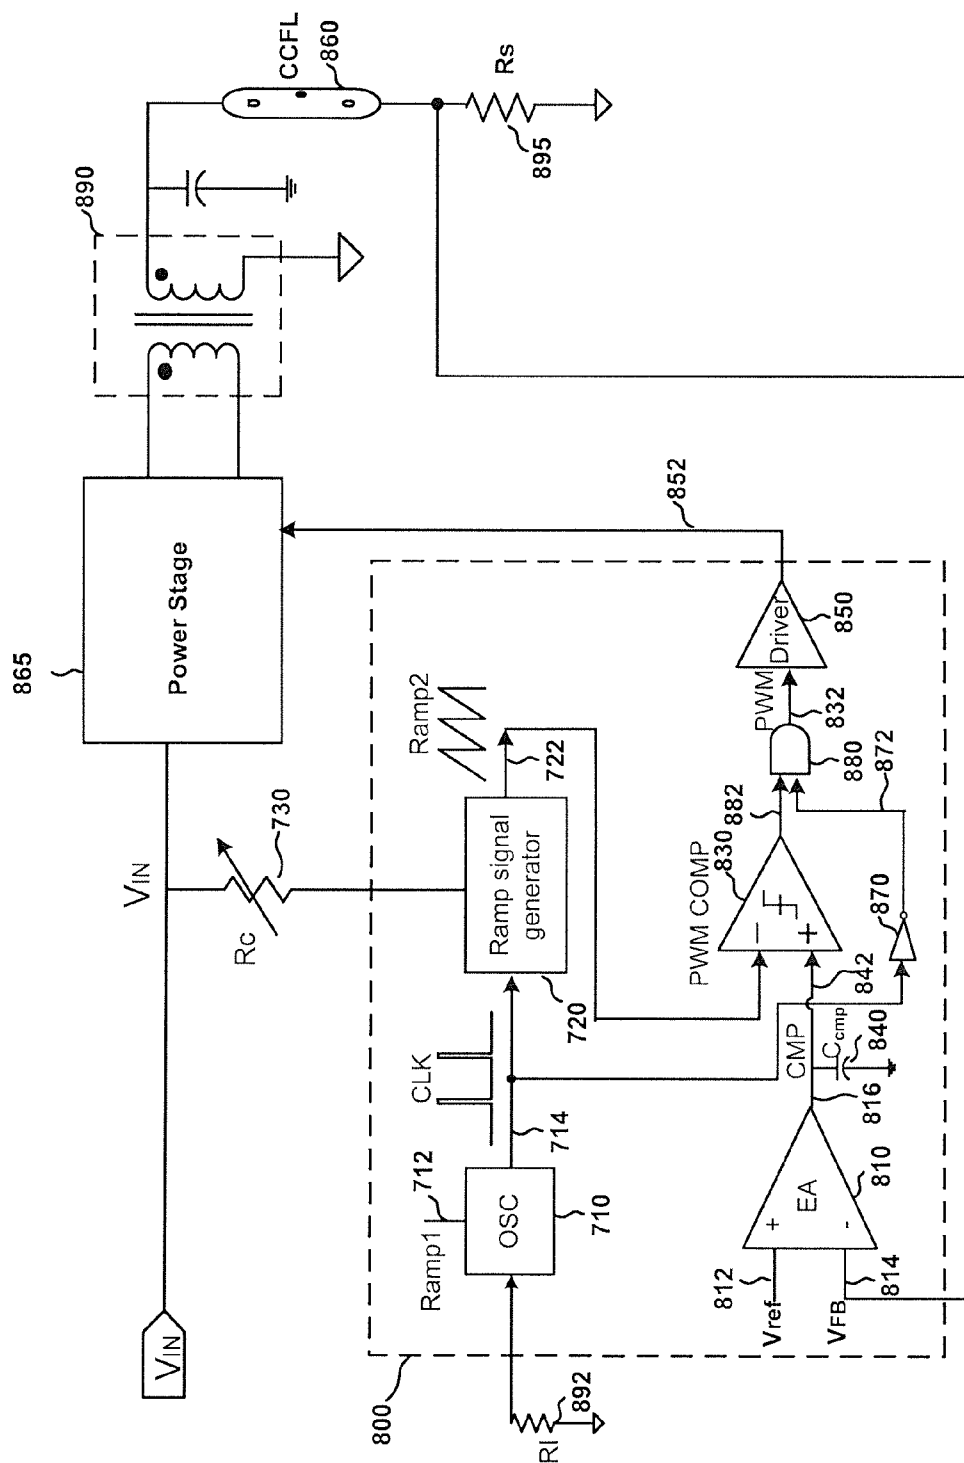 VIN
VIN
865
Power Stage
890
CCFL
860
Rs
895
Rc
730
852
800
RI
892
Ramp1
712
OSC
710
CLK
714
Ramp signal
generator
720
Ramp2
722
Vref
812
VFB
814
+
EA
-
810
816
CMP
Ccmp
840
842
PWM COMP
830
-
+
882
870
872
880
832
PWM
Driver
850